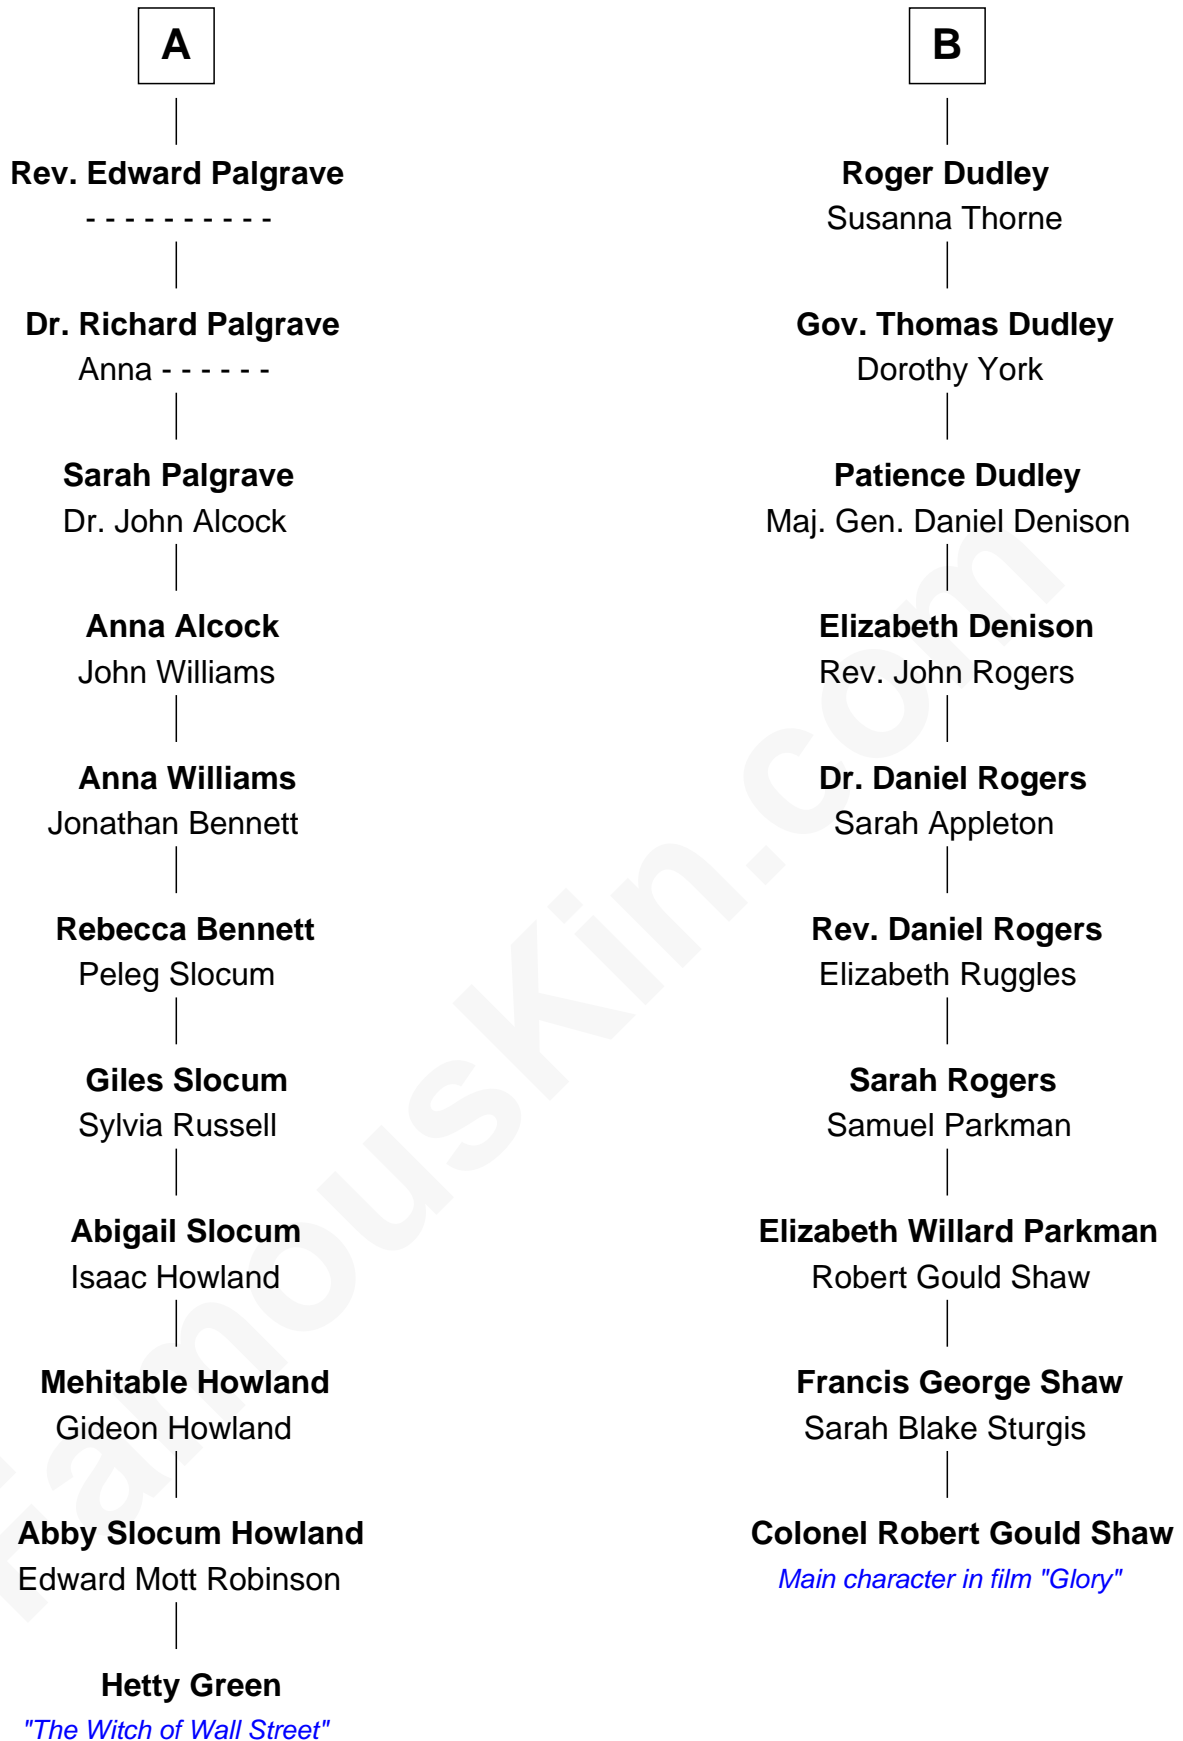 A
Rev. Edward Palgrave
- - - - - - - - - -
Dr. Richard Palgrave
Anna - - - - - -
Sarah Palgrave
Dr. John Alcock
Anna Alcock
John Williams
Anna Williams
Jonathan Bennett
Rebecca Bennett
Peleg Slocum
Giles Slocum
Sylvia Russell
Abigail Slocum
Isaac Howland
Mehitable Howland
Gideon Howland
Abby Slocum Howland
Edward Mott Robinson
Hetty Green
"The Witch of Wall Street"
B
Roger Dudley
Susanna Thorne
Gov. Thomas Dudley
Dorothy York
Patience Dudley
Maj. Gen. Daniel Denison
Elizabeth Denison
Rev. John Rogers
Dr. Daniel Rogers
Sarah Appleton
Rev. Daniel Rogers
Elizabeth Ruggles
Sarah Rogers
Samuel Parkman
Elizabeth Willard Parkman
Robert Gould Shaw
Francis George Shaw
Sarah Blake Sturgis
Colonel Robert Gould Shaw
Main character in film "Glory"
FamousKin.com